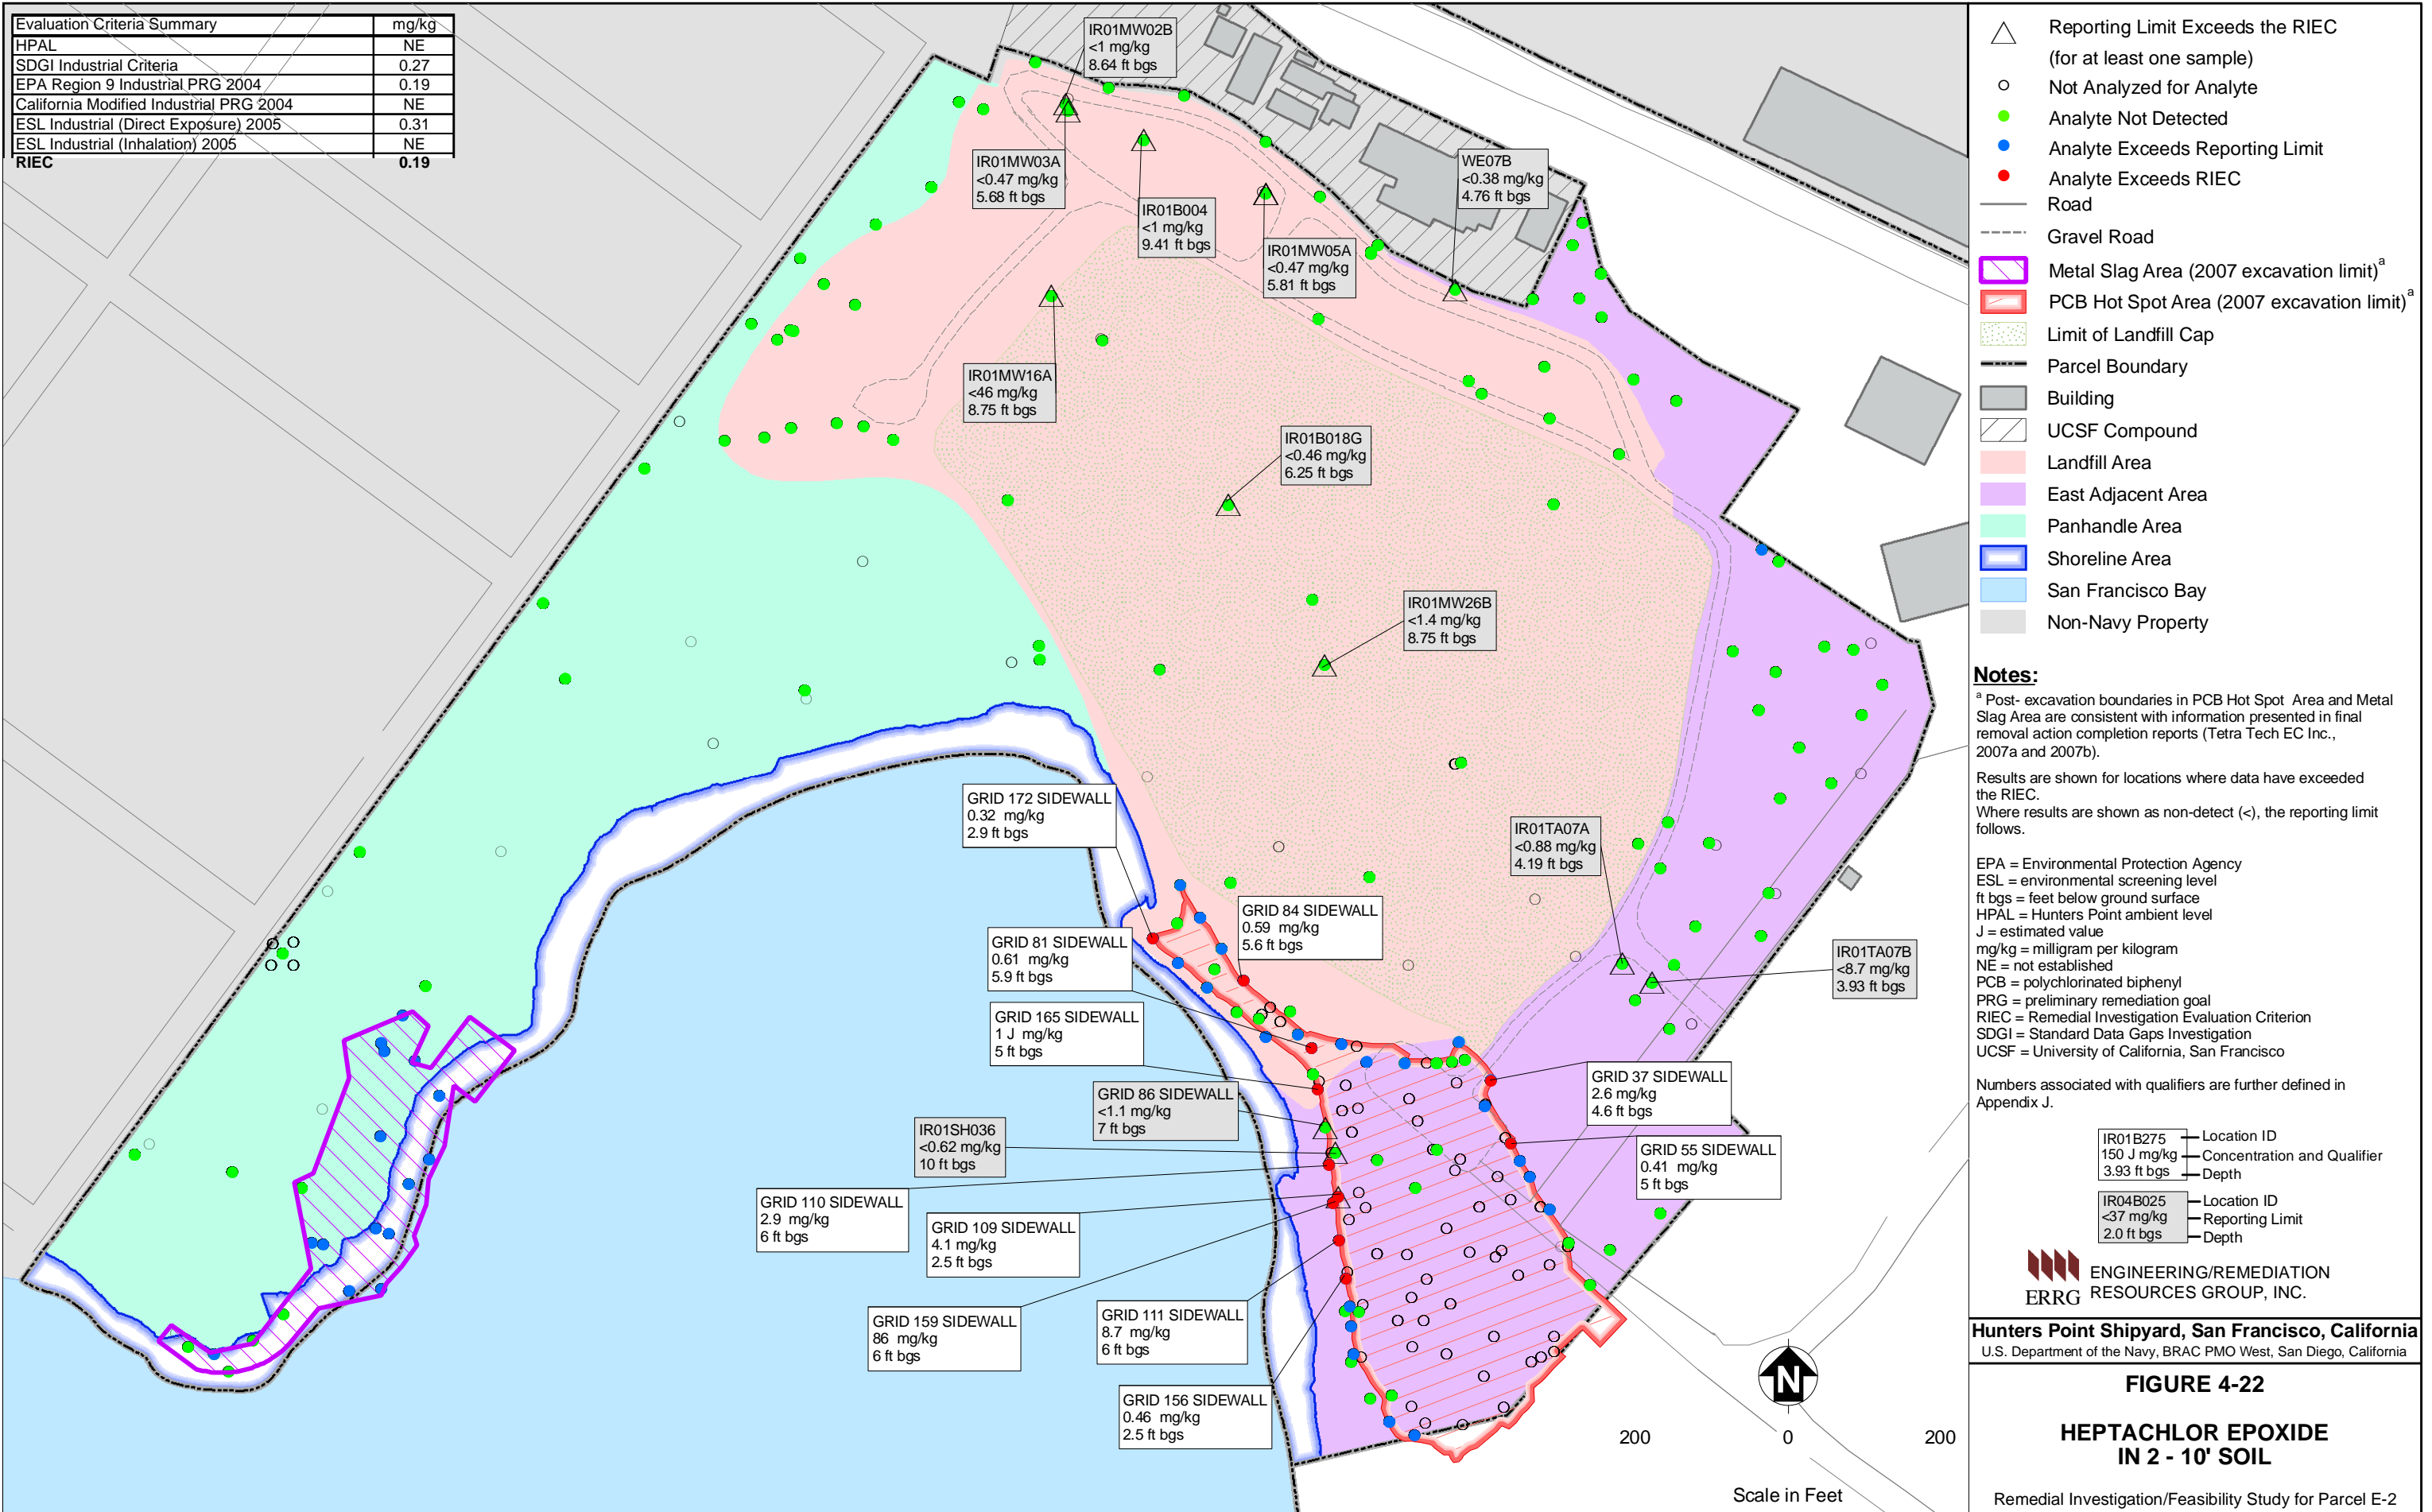 Evaluation Criteria Summary mg/kg
HPAL NE
SDGI Industrial Criteria 0.27
EPA Region 9 Industrial PRG 2004 0.19
California Modified Industrial PRG 2004 NE
ESL Industrial (Direct Exposure) 2005 0.31
ESL Industrial (Inhalation) 2005 NE
RIEC 0.19
IR01MW02B
<1 mg/kg
8.64 ft bgs
IR01MW03A
<0.47 mg/kg
5.68 ft bgs
IR01B004
<1 mg/kg
9.41 ft bgs
IR01MW05A
<0.47 mg/kg
5.81 ft bgs
WE07B
<0.38 mg/kg
4.76 ft bgs
IR01MW16A
<46 mg/kg
8.75 ft bgs
IR01B018G
<0.46 mg/kg
6.25 ft bgs
IR01MW26B
<1.4 mg/kg
8.75 ft bgs
GRID 172 SIDEWALL
0.32 mg/kg
2.9 ft bgs
IR01TA07A
<0.88 mg/kg
4.19 ft bgs
GRID 84 SIDEWALL
0.59 mg/kg
5.6 ft bgs
GRID 81 SIDEWALL
0.61 mg/kg
5.9 ft bgs
IR01TA07B
<8.7 mg/kg
3.93 ft bgs
GRID 165 SIDEWALL
1 J mg/kg
5 ft bgs
GRID 86 SIDEWALL
<1.1 mg/kg
7 ft bgs
GRID 37 SIDEWALL
2.6 mg/kg
4.6 ft bgs
IR01SH036
<0.62 mg/kg
10 ft bgs
GRID 55 SIDEWALL
0.41 mg/kg
5 ft bgs
GRID 110 SIDEWALL
2.9 mg/kg
6 ft bgs
GRID 109 SIDEWALL
4.1 mg/kg
2.5 ft bgs
GRID 159 SIDEWALL
86 mg/kg
6 ft bgs
GRID 111 SIDEWALL
8.7 mg/kg
6 ft bgs
GRID 156 SIDEWALL
0.46 mg/kg
2.5 ft bgs
N
200 0 200
Scale in Feet
Reporting Limit Exceeds the RIEC
(for at least one sample)
Not Analyzed for Analyte
Analyte Not Detected
Analyte Exceeds Reporting Limit
Analyte Exceeds RIEC
Road
Gravel Road
Metal Slag Area (2007 excavation limit)a
PCB Hot Spot Area (2007 excavation limit)a
Limit of Landfill Cap
Parcel Boundary
Building
UCSF Compound
Landfill Area
East Adjacent Area
Panhandle Area
Shoreline Area
San Francisco Bay
Non-Navy Property
Notes:
a Post- excavation boundaries in PCB Hot Spot Area and Metal
Slag Area are consistent with information presented in final
removal action completion reports (Tetra Tech EC Inc.,
2007a and 2007b).
Results are shown for locations where data have exceeded
the RIEC.
Where results are shown as non-detect (<), the reporting limit
follows.
EPA = Environmental Protection Agency
ESL = environmental screening level
ft bgs = feet below ground surface
HPAL = Hunters Point ambient level
J = estimated value
mg/kg = milligram per kilogram
NE = not established
PCB = polychlorinated biphenyl
PRG = preliminary remediation goal
RIEC = Remedial Investigation Evaluation Criterion
SDGI = Standard Data Gaps Investigation
UCSF = University of California, San Francisco
Numbers associated with qualifiers are further defined in
Appendix J.
IR01B275 Location ID
150 J mg/kg Concentration and Qualifier
3.93 ft bgs Depth
IR04B025 Location ID
<37 mg/kg Reporting Limit
2.0 ft bgs Depth
ERRG
ENGINEERING/REMEDIATION
RESOURCES GROUP, INC.
Hunters Point Shipyard, San Francisco, California
U.S. Department of the Navy, BRAC PMO West, San Diego, California
FIGURE 4-22
HEPTACHLOR EPOXIDE
IN 2 - 10' SOIL
Remedial Investigation/Feasibility Study for Parcel E-2